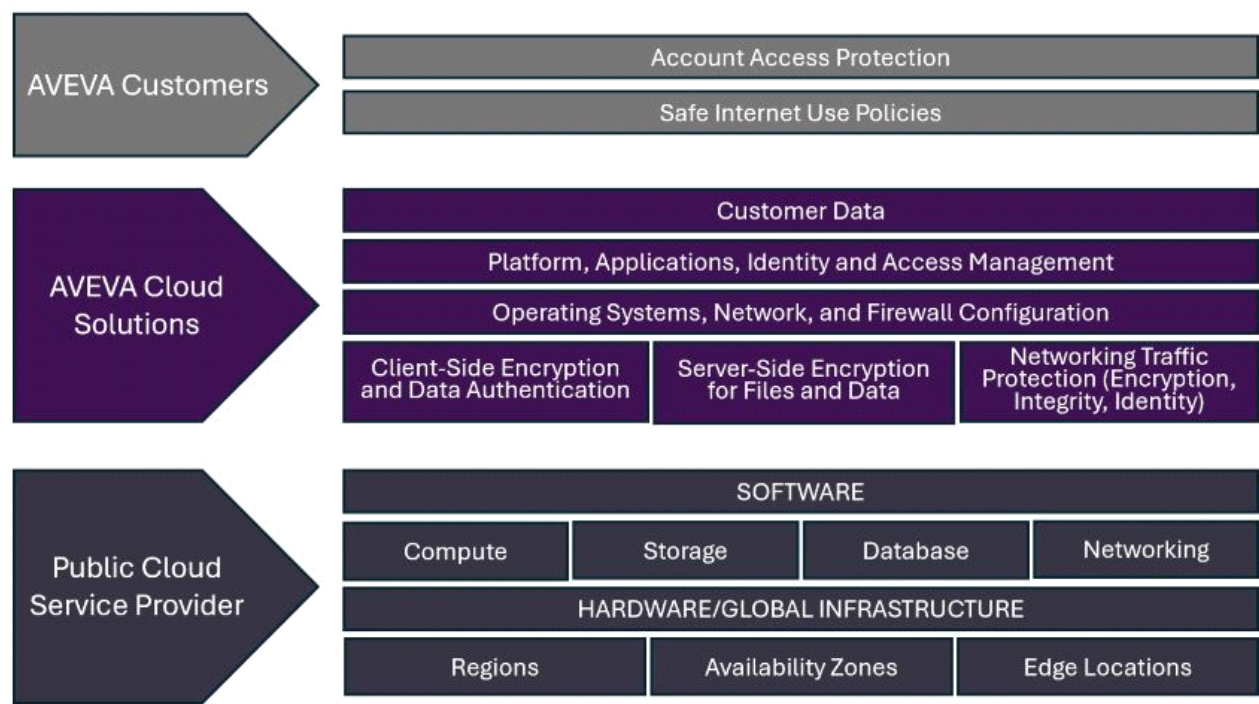 AVEVA Customers
Account Access Protection
Safe Internet Use Policies
AVEVA Cloud
Solutions
Customer Data
Platform, Applications, Identity and Access Management
Operating Systems, Network, and Firewall Configuration
Client-Side Encryption
and Data Authentication
Server-Side Encryption
for Files and Data
Networking Traffic
Protection (Encryption,
Integrity, Identity)
Public Cloud
Service Provider
SOFTWARE
Compute
Storage
Database
Networking
HARDWARE/GLOBAL INFRASTRUCTURE
Regions
Availability Zones
Edge Locations